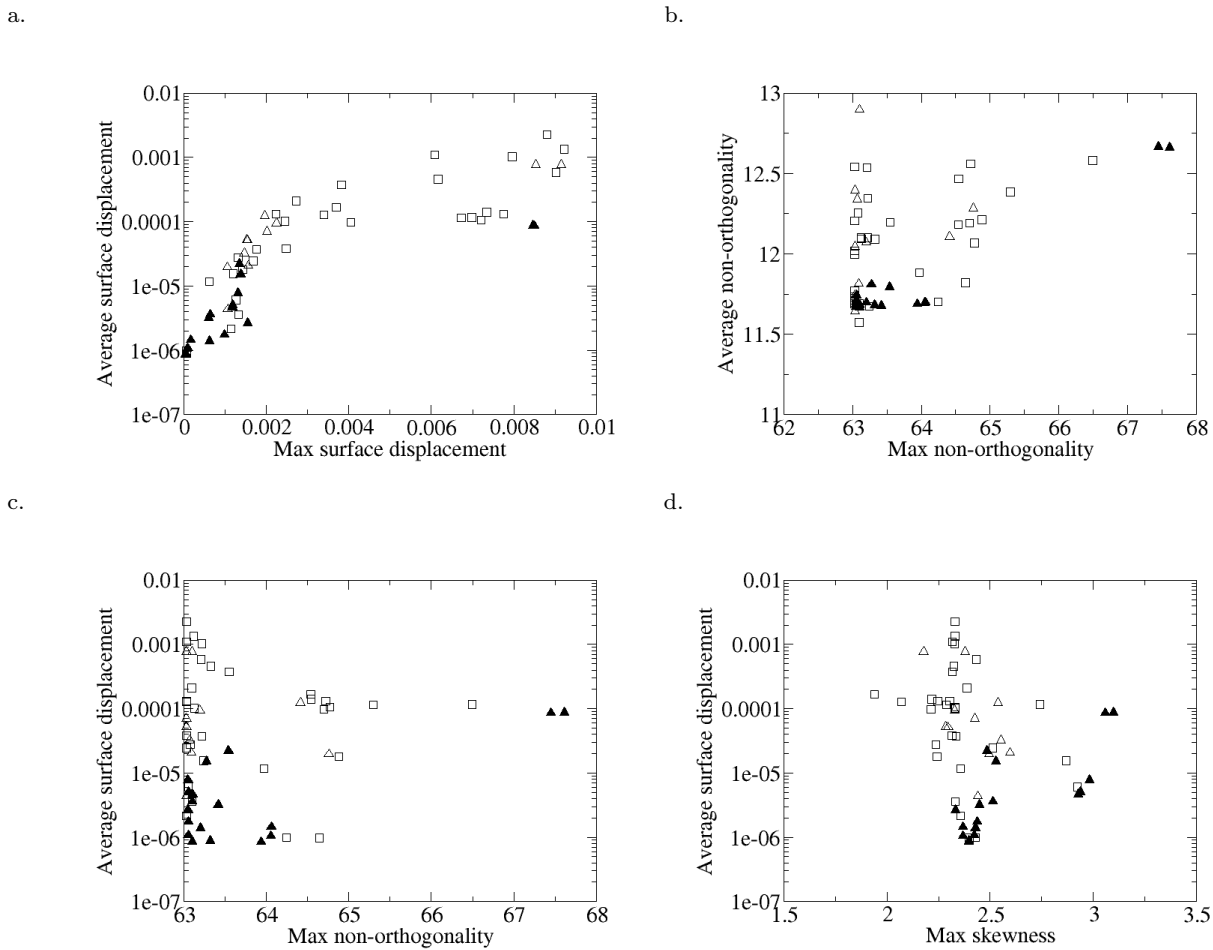 a.
b.
0.01
0.001
0.0001
1e-05
1e-06
1e-07
Average surface displacement
0 0.002 0.004 0.006 0.008 0.01
Max surface displacement
13
12.5
12
11.5
11
Average non-orthogonality
62 63 64 65 66 67 68
Max non-orthogonality
c.
d.
0.01
0.001
0.0001
1e-05
1e-06
1e-07
Average surface displacement
63 64 65 66 67 68
Max non-orthogonality
0.01
0.001
0.0001
1e-05
1e-06
1e-07
Average surface displacement
1.5 2 2.5 3 3.5
Max skewness